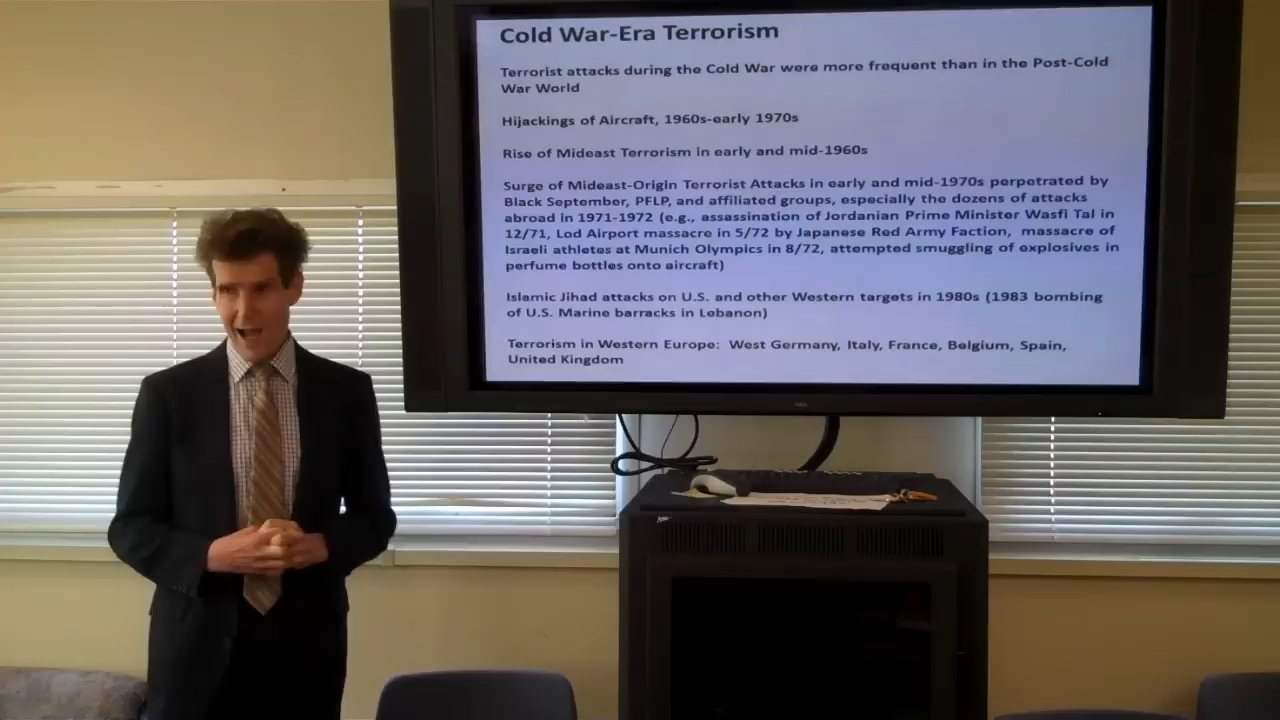 Cold War-Era Terrorism
Terrorist attacks during the Cold War were more frequent than in the Post-Cold
War World
Hijackings of Aircraft, 1960s-early 1970s
Rise of Mideast Terrorism in early and mid-1960s
Surge of Mideast-Origin Terrorist Attacks in early and mid-1970s perpetrated by
Black September, PFLP, and affiliated groups, especially the dozens of attacks
abroad in 1971-1972 (e.g., assassination of Jordanian Prime Minister Wasfi Tal in
12/71, Lod Airport massacre in 5/72 by Japanese Red Army Faction, massacre of
Israeli athletes at Munich Olympics in 8/72, attempted smuggling of explosives in
perfume bottles onto aircraft)
Islamic Jihad attacks on U.S. and other Western targets in 1980s (1983 bombing
of U.S. Marine barracks in Lebanon)
Terrorism in Western Europe: West Germany, Italy, France, Belgium, Spain,
United Kingdom